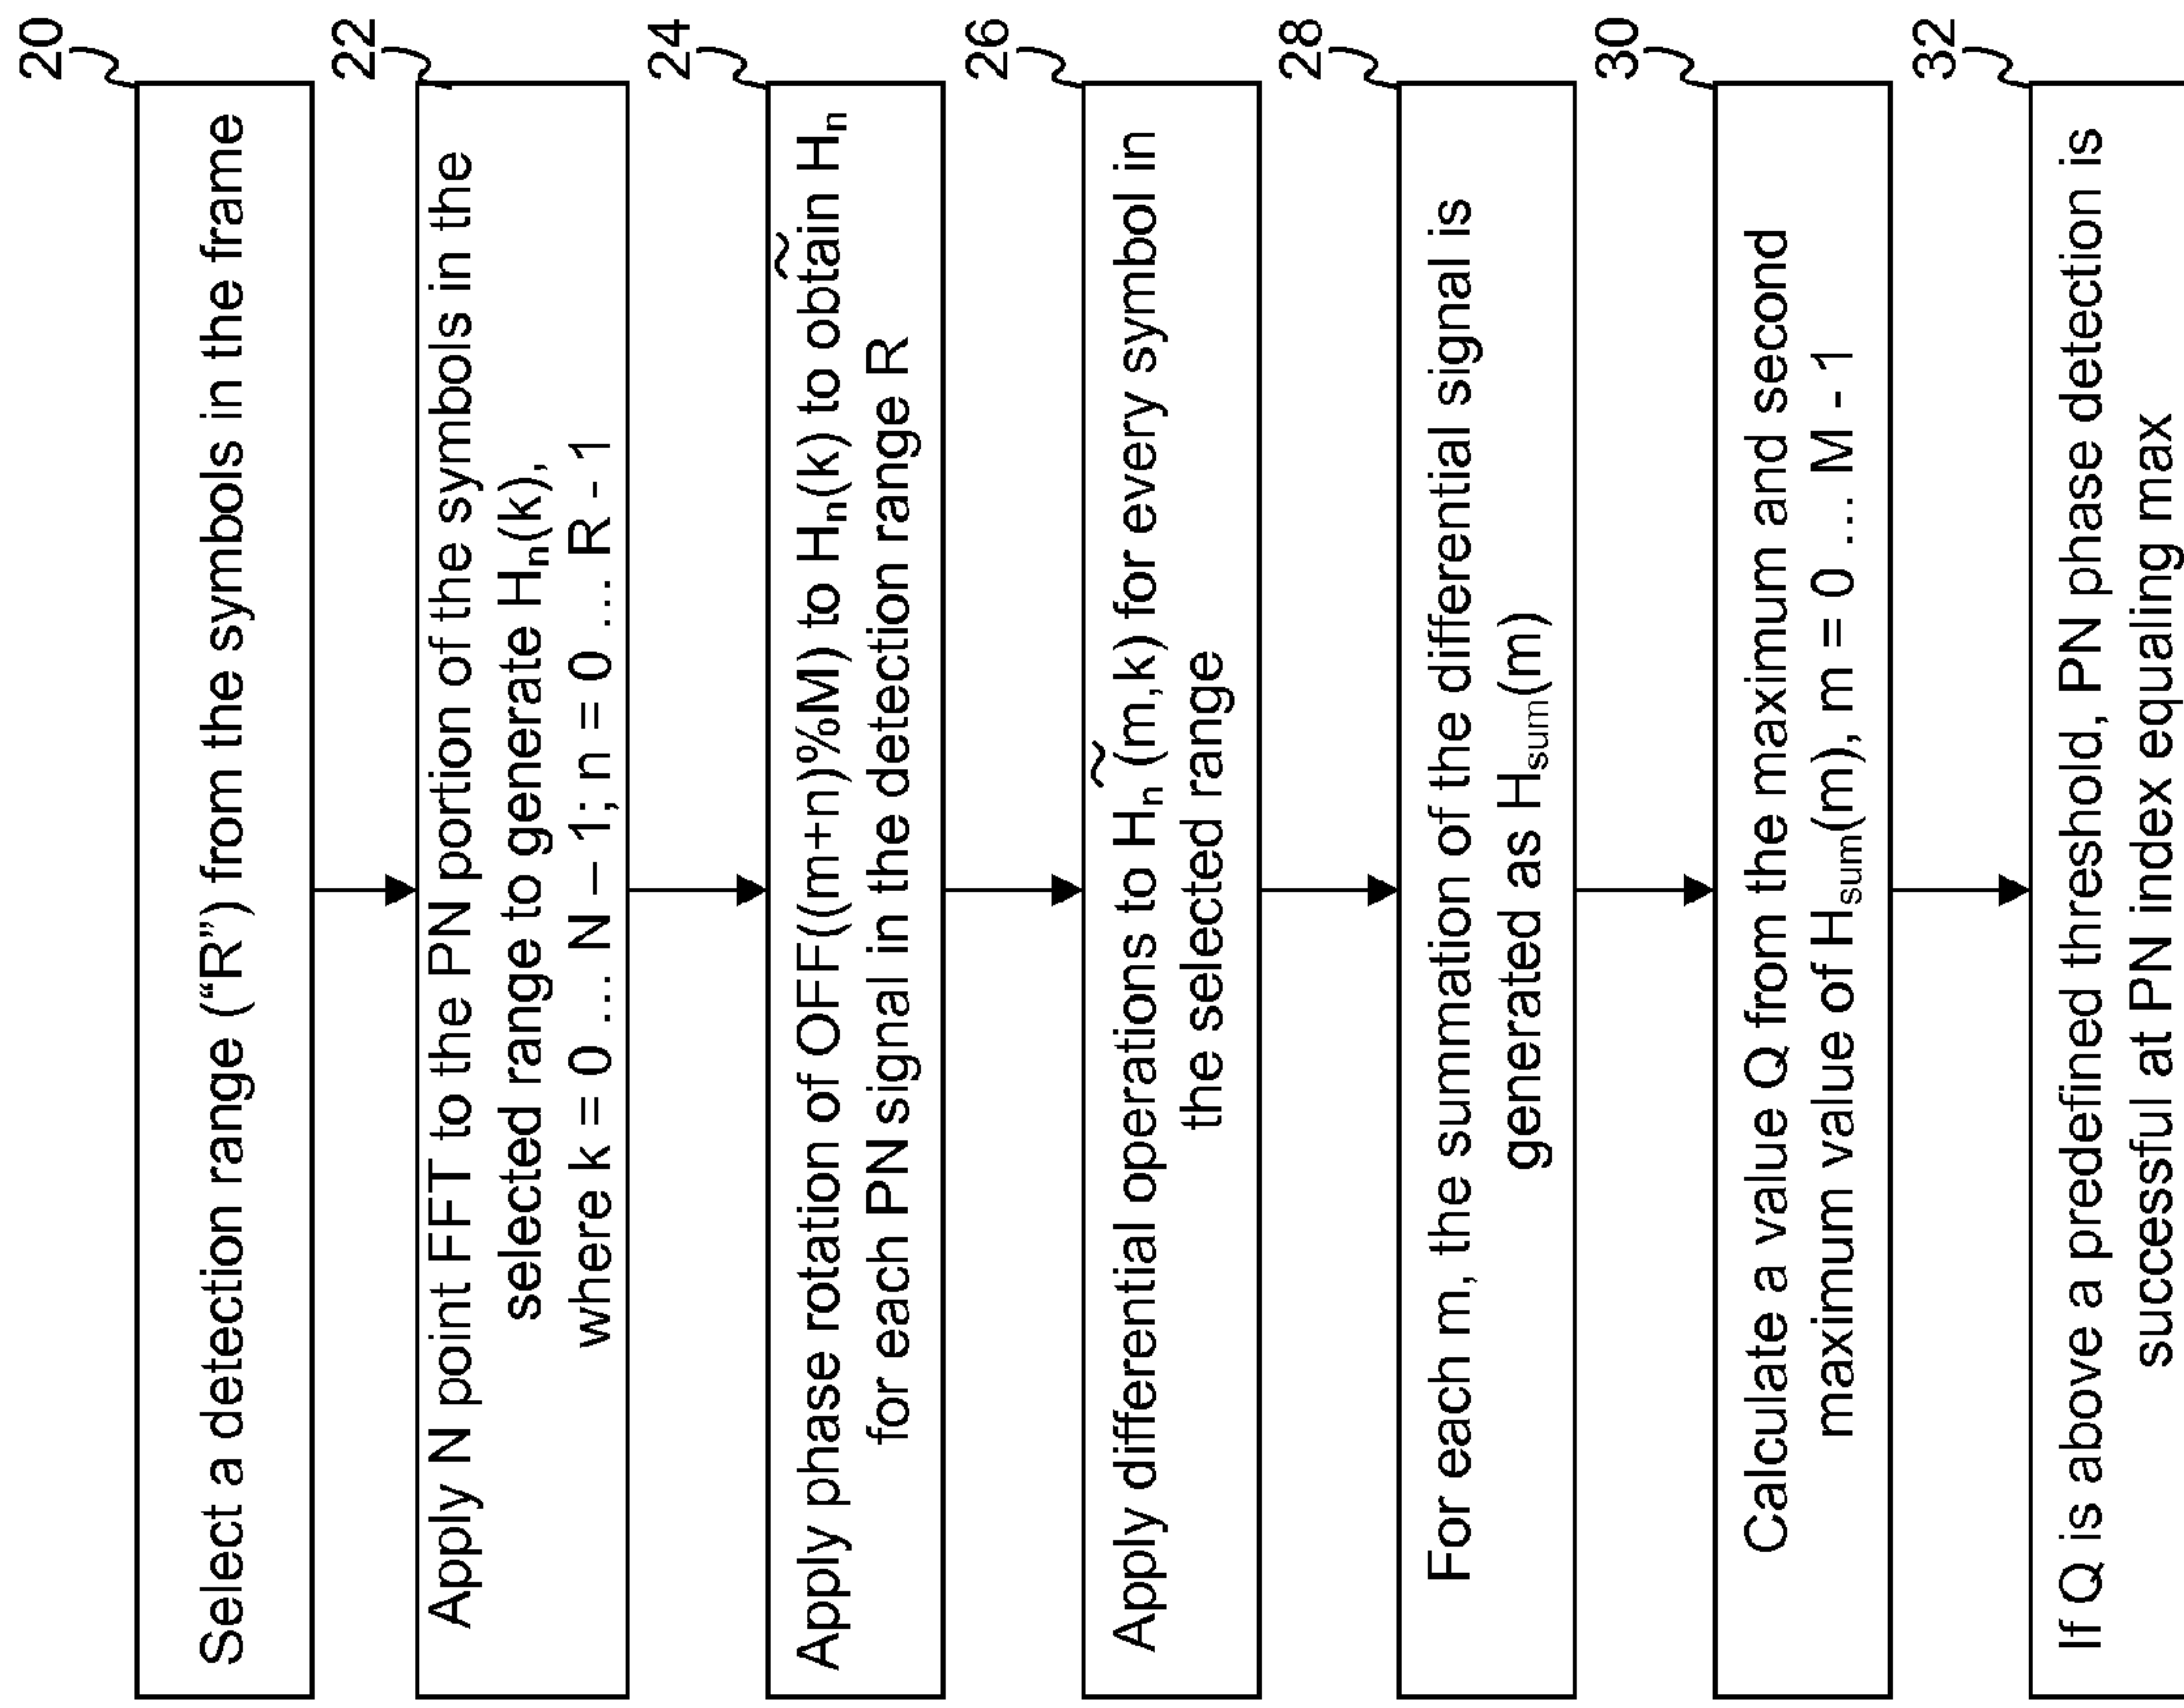 20
Select a detection range (“R”) from the symbols in the frame
22
Apply N point FFT to the PN portion of the symbols in the
selected range to generate Hₙ(k),
where k = 0 ... N – 1; n = 0 ... R - 1
24
Apply phase rotation of OFF((m+n)%M) to Hₙ(k) to obtain H̃ₙ
for each PN signal in the detection range R
26
Apply differential operations to H̃ₙ (m,k) for every symbol in
the selected range
28
For each m, the summation of the differential signal is
generated as Hₛᵤₘ(m)
30
Calculate a value Q from the maximum and second
maximum value of Hₛᵤₘ(m), m = 0 ... M - 1
32
If Q is above a predefined threshold, PN phase detection is
successful at PN index equaling max